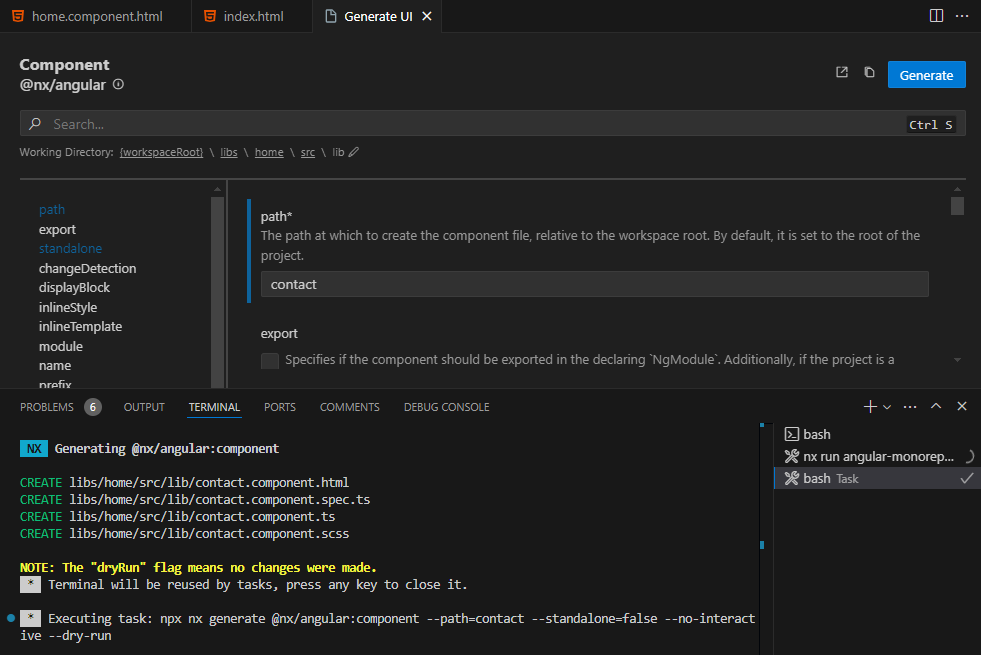 home.component.html
index.html
Generate UI
Component
@nx/angular
Generate
Search...
Ctrl S
Working Directory: {workspaceRoot} \ libs \ home \ src \ lib
path
export
standalone
changeDetection
displayBlock
inlineStyle
inlineTemplate
module
name
prefix
path*
The path at which to create the component file, relative to the workspace root. By default, it is set to the root of the
project.
contact
export
Specifies if the component should be exported in the declaring `NgModule`. Additionally, if the project is a
PROBLEMS 6 OUTPUT TERMINAL PORTS COMMENTS DEBUG CONSOLE
NX Generating @nx/angular:component
CREATE libs/home/src/lib/contact.component.html
CREATE libs/home/src/lib/contact.component.spec.ts
CREATE libs/home/src/lib/contact.component.ts
CREATE libs/home/src/lib/contact.component.scss
NOTE: The "dryRun" flag means no changes were made.
* Terminal will be reused by tasks, press any key to close it.
* Executing task: npx nx generate @nx/angular:component --path=contact --standalone=false --no-interact
ive --dry-run
bash
nx run angular-monorep...
bash Task